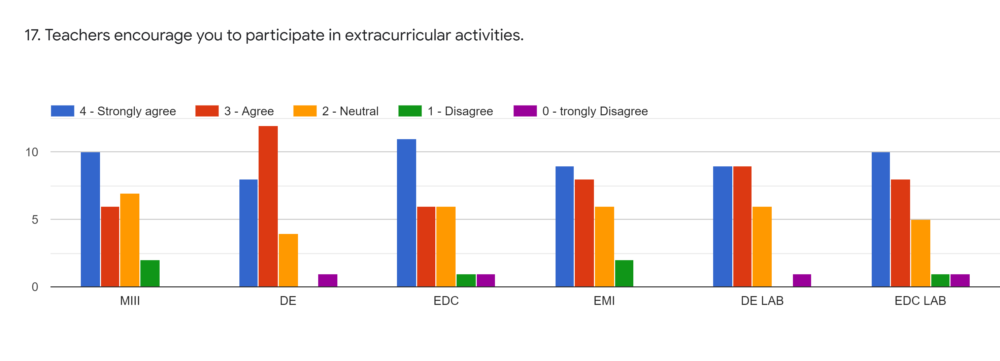 17. Teachers encourage you to participate in extracurricular activities.
4 - Strongly agree 3 - Agree 2 - Neutral 1 - Disagree 0 - trongly Disagree
10
5
0
MIII DE EDC EMI DE LAB EDC LAB